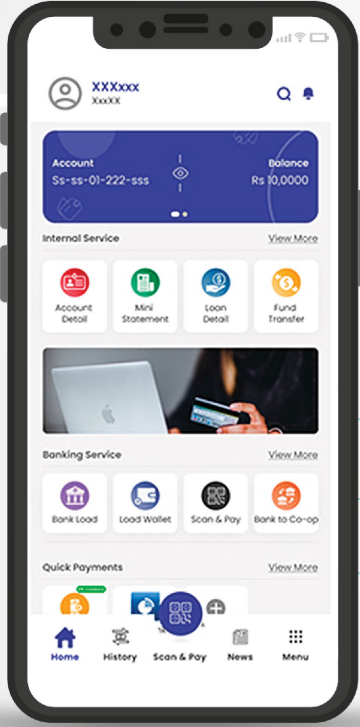 XXXxxx
XxxXX
Account
Balance
Ss-ss-01-222-sss
Rs 10,0000
Internal Service
View More
Account Detail
Mini Statement
Loan Detail
Fund Transfer
Banking Service
View More
Bank Load
Load Wallet
Scan & Pay
Bank to Co-op
Quick Payments
View More
Home
History
Scan & Pay
News
Menu